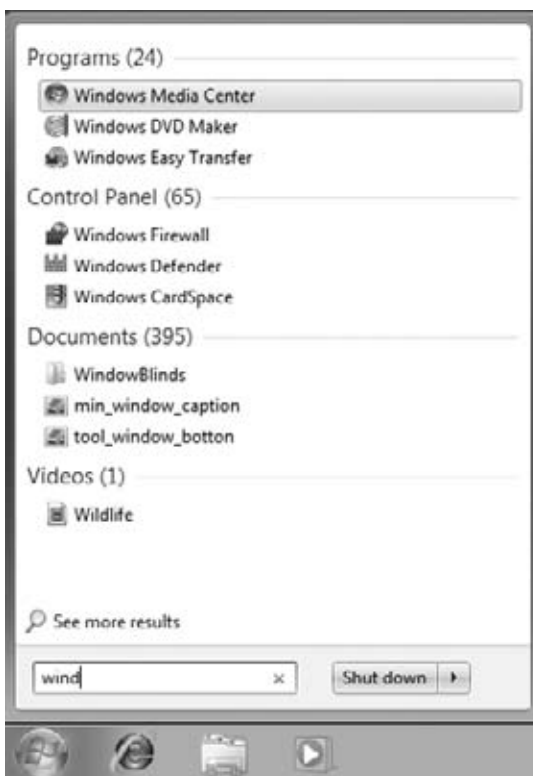 Programs (24)
Windows Media Center
Windows DVD Maker
Windows Easy Transfer
Control Panel (65)
Windows Firewall
Windows Defender
Windows CardSpace
Documents (395)
WindowBlinds
min_window_caption
tool_window_botton
Videos (1)
Wildlife
See more results
wind
Shut down